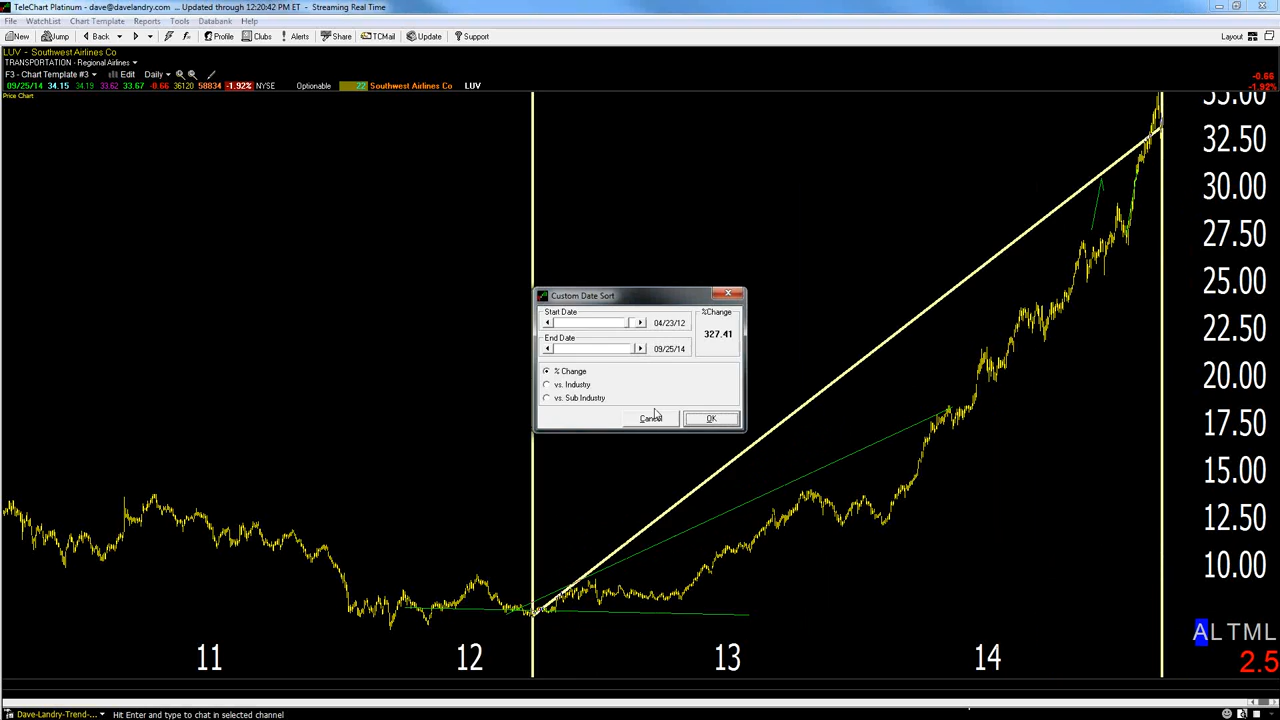 TeleChart Platinum - dave@davelandry.com ... Updated through 12:20:42 PM ET - Streaming Real Time
File WatchList Chart Template Reports Tools Databank Help
New Jump Back Profile Clubs Alerts Share TCMail Update Support Layout
LUV - Southwest Airlines Co
TRANSPORTATION - Regional Airlines
F3 - Chart Template #3 Edit Daily
-0.66
09/25/14 34.15 34.19 33.62 33.67 -0.66 36120 58834 -1.92% NYSE Optionable 22 Southwest Airlines Co LUV -1.92%
Price Chart
35.00
32.50
30.00
27.50
25.00
22.50
20.00
17.50
15.00
12.50
10.00
Custom Date Sort
Start Date
04/23/12
%Change
327.41
End Date
09/25/14
% Change
vs. Industry
vs. Sub Industry
Cancel OK
ALTML
2.5
11 12 13 14
Dave-Landry-Trend-... Hit Enter and type to chat in selected channel